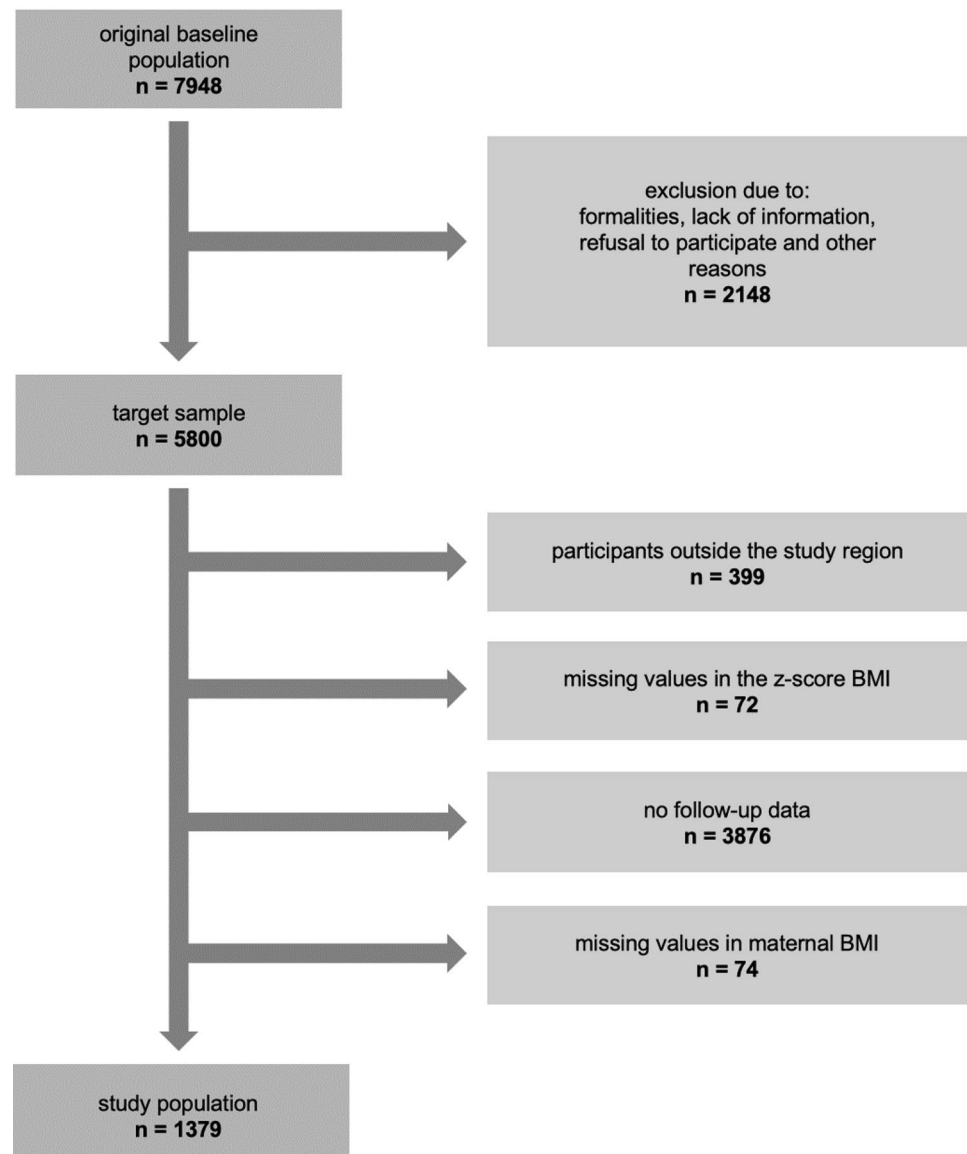 original baseline
population
n = 7948
exclusion due to:
formalities, lack of information,
refusal to participate and other
reasons
n = 2148
target sample
n = 5800
participants outside the study region
n = 399
missing values in the z-score BMI
n = 72
no follow-up data
n = 3876
missing values in maternal BMI
n = 74
study population
n = 1379